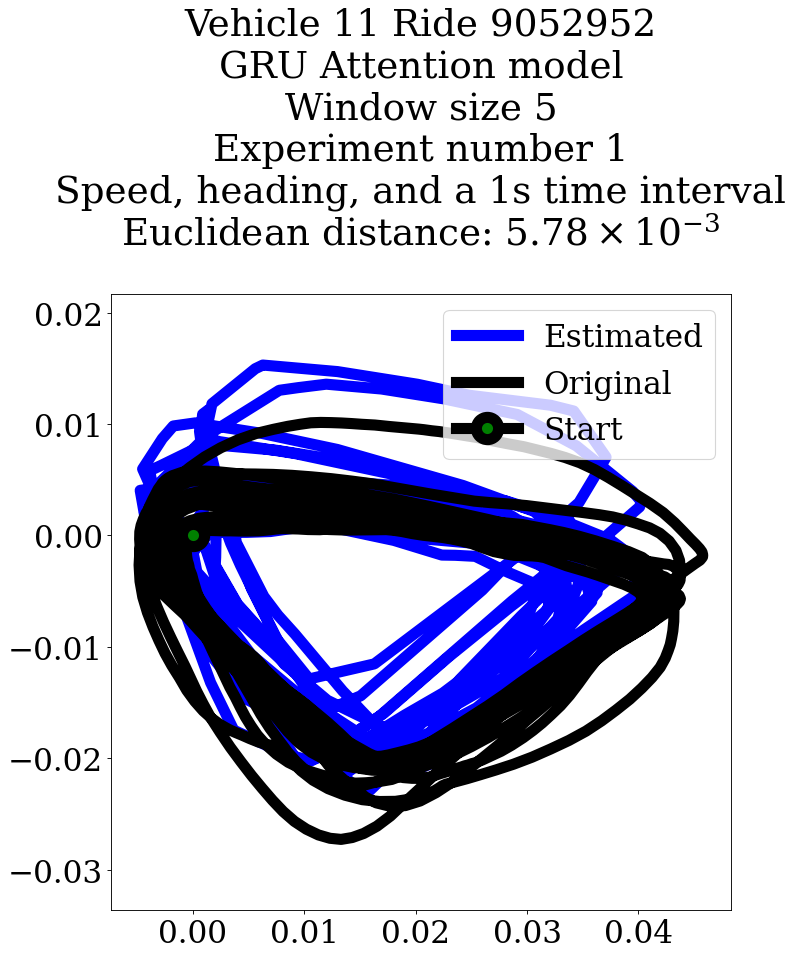 Vehicle 11 Ride 9052952
GRU Attention model
Window size 5
Experiment number 1
Speed, heading, and a 1s time interval
Euclidean distance: 5.78 × 10⁻³
0.02
0.01
0.00
−0.01
−0.02
−0.03
Estimated
Original
Start
0.00 0.01 0.02 0.03 0.04